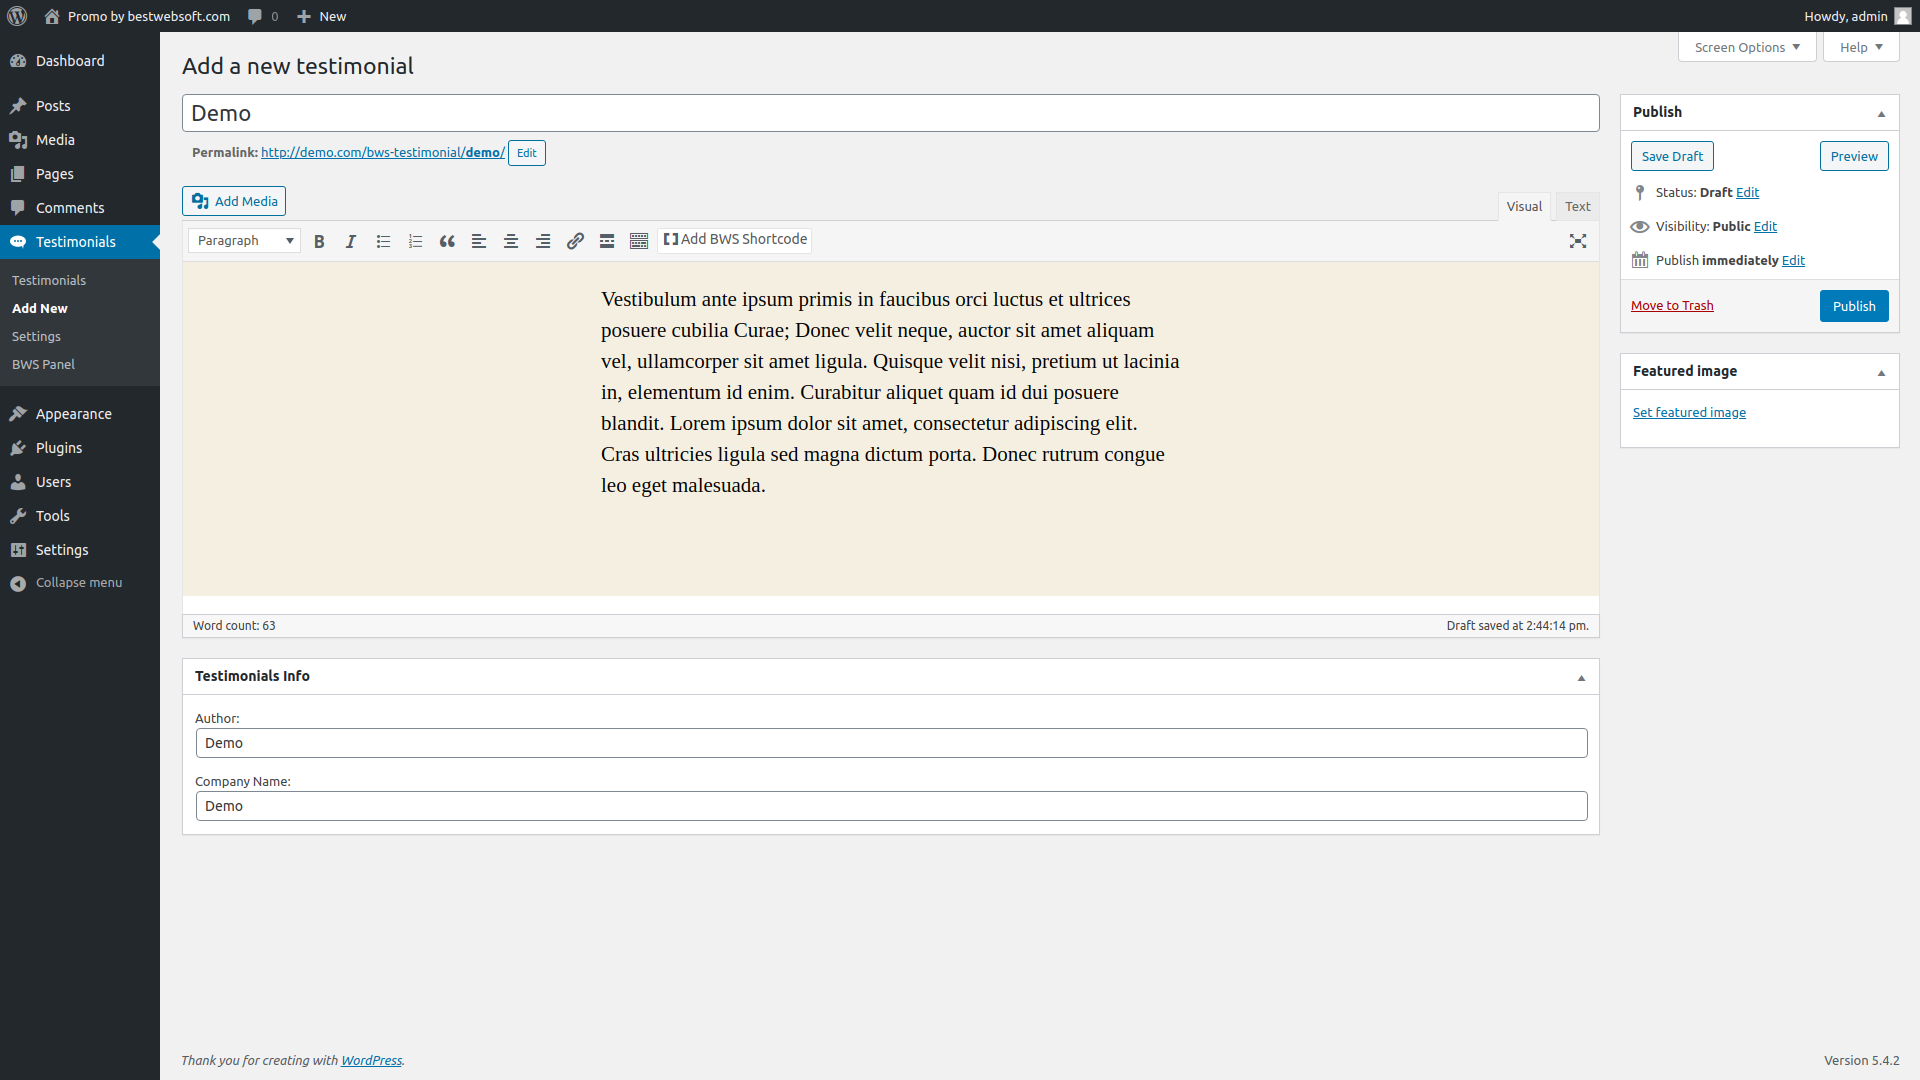 Promo by bestwebsoft.com 0 New Howdy, admin
Screen Options Help
Dashboard
Posts
Media
Pages
Comments
Testimonials
Testimonials
Add New
Settings
BWS Panel
Appearance
Plugins
Users
Tools
Settings
Collapse menu
Add a new testimonial
Demo
Permalink: http://demo.com/bws-testimonial/demo/ Edit
Add Media
Visual Text
Paragraph B I Add BWS Shortcode
Vestibulum ante ipsum primis in faucibus orci luctus et ultrices
posuere cubilia Curae; Donec velit neque, auctor sit amet aliquam
vel, ullamcorper sit amet ligula. Quisque velit nisi, pretium ut lacinia
in, elementum id enim. Curabitur aliquet quam id dui posuere
blandit. Lorem ipsum dolor sit amet, consectetur adipiscing elit.
Cras ultricies ligula sed magna dictum porta. Donec rutrum congue
leo eget malesuada.
Word count: 63 Draft saved at 2:44:14 pm.
Testimonials Info
Author:
Demo
Company Name:
Demo
Publish
Save Draft Preview
Status: Draft Edit
Visibility: Public Edit
Publish immediately Edit
Move to Trash Publish
Featured image
Set featured image
Thank you for creating with WordPress. Version 5.4.2